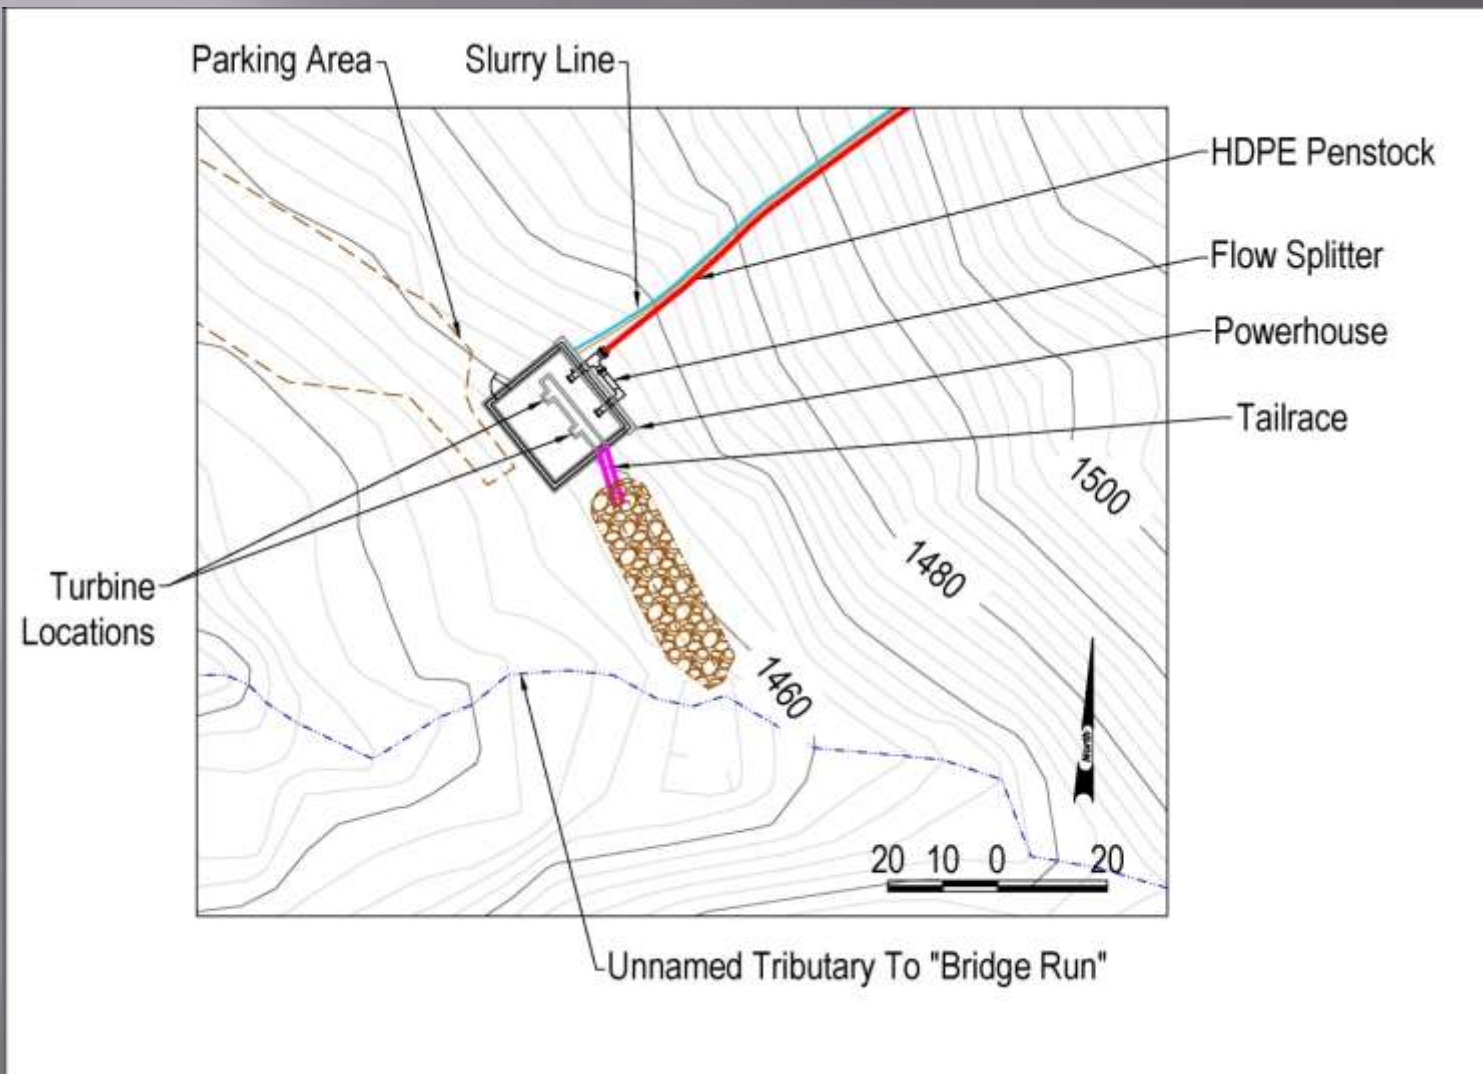 Parking Area
Slurry Line
HDPE Penstock
Flow Splitter
Powerhouse
Tailrace
1500
1480
Turbine
Locations
1460
North
20 10 0 20
Unnamed Tributary To "Bridge Run"